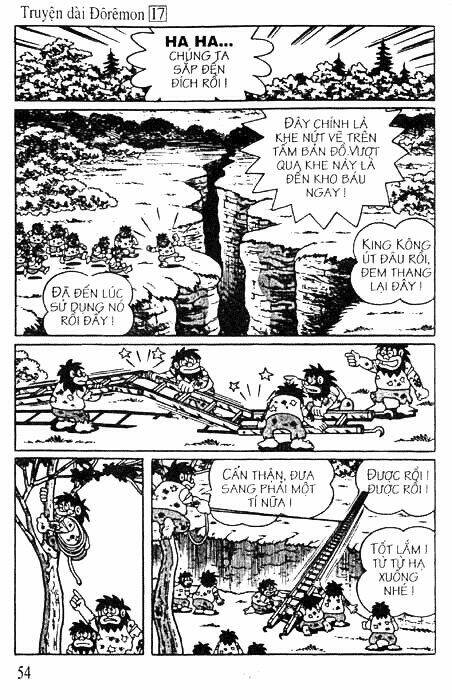 Truyện dài Đôrêmon 17
HA HA...
CHÚNG TA
SẮP ĐẾN
ĐÍCH RỒI !
ĐÂY CHÍNH LÀ
KHE NỨT VẼ TRÊN
TẤM BẢN ĐỒ. VƯỢT
QUA KHE NÀY LÀ
ĐẾN KHO BÁU
NGAY !
KING KÔNG
ÚT ĐÂU RỒI,
ĐEM THANG
LẠI ĐÂY !
ĐÃ ĐẾN LÚC
SỬ DỤNG NÓ
RỒI ĐÂY !
CẨN THẬN, ĐƯA
SANG PHẢI MỘT
TÍ NỮA !
ĐƯỢC RỒI !
ĐƯỢC RỒI !
TỐT LẮM !
TỪ TỪ HẠ
XUỐNG
NHÉ !
54